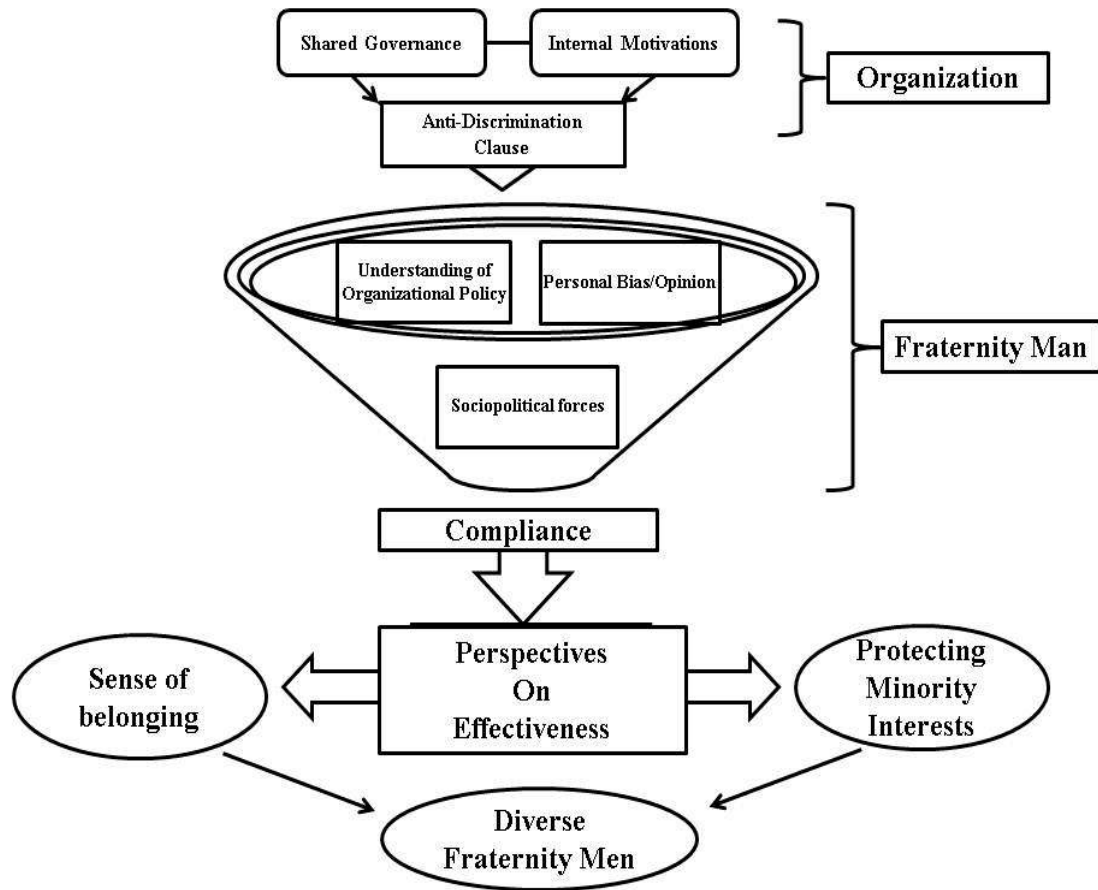 Shared Governance
Internal Motivations
Organization
Anti-Discrimination
Clause
Understanding of
Organizational Policy
Personal Bias/Opinion
Fraternity Man
Sociopolitical forces
Compliance
Perspectives
On
Effectiveness
Sense of
belonging
Protecting
Minority
Interests
Diverse
Fraternity Men